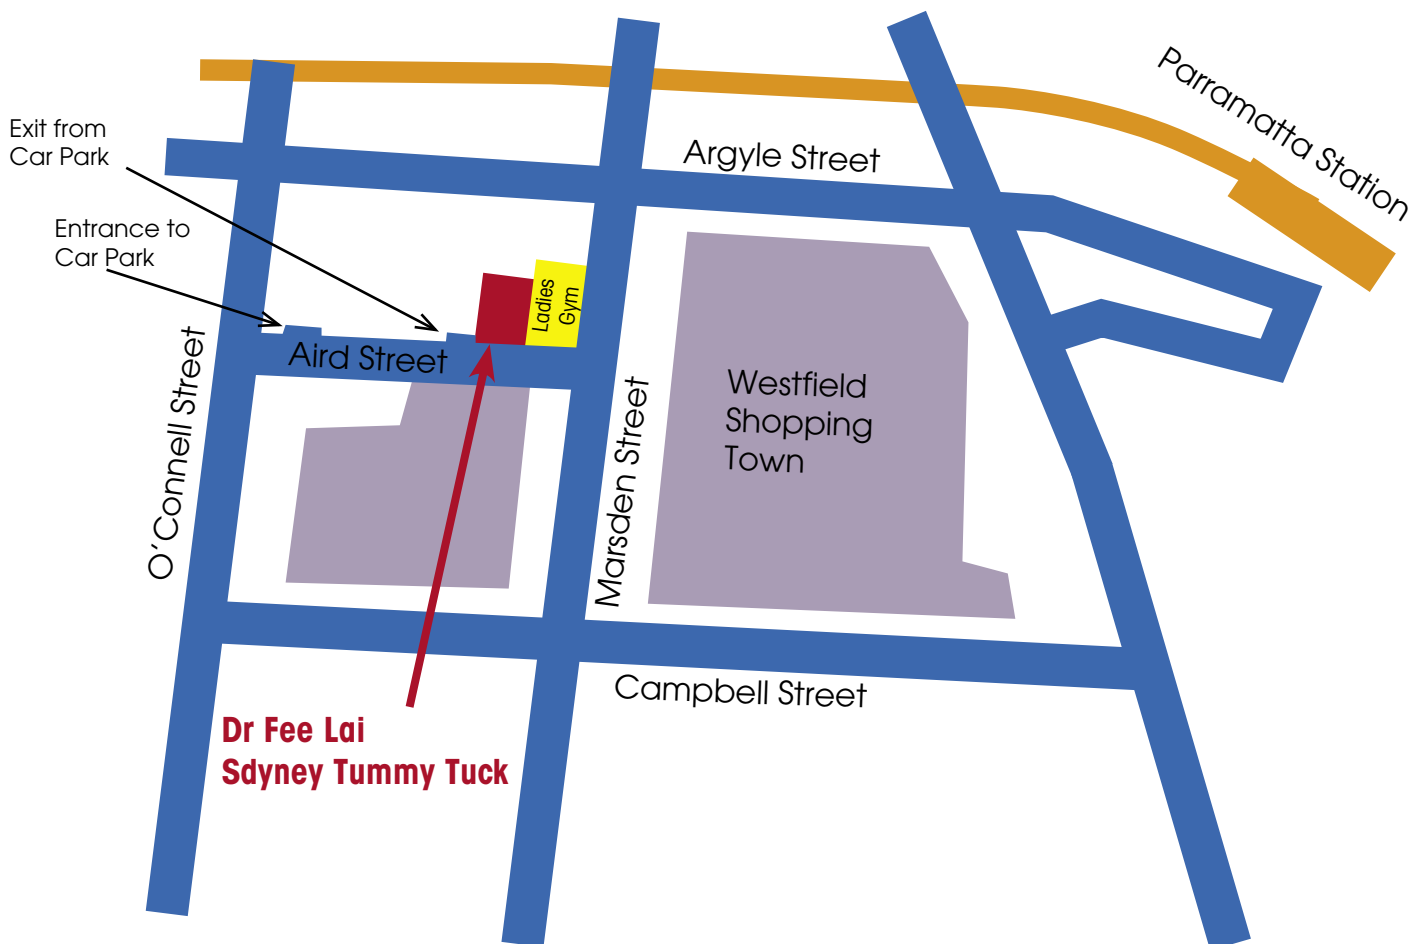 Parramatta Station
Exit from
Car Park
Argyle Street
Entrance to
Car Park
Ladies
Gym
Aird Street
O'Connell Street
Marsden Street
Westfield
Shopping
Town
Campbell Street
Dr Fee Lai
Sdyney Tummy Tuck